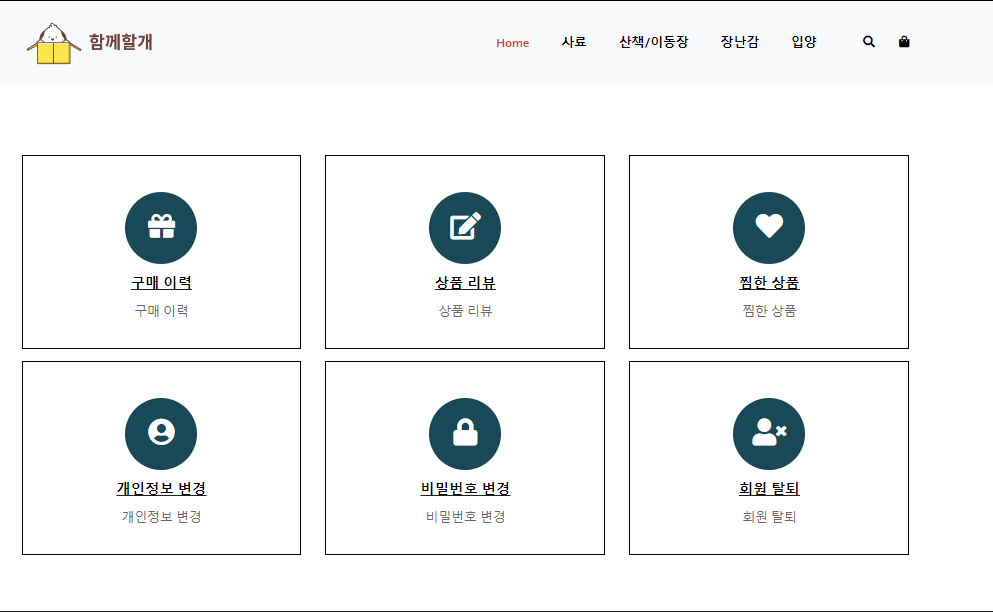 함께할개
Home 사료 산책/이동장 장난감 입양
구매 이력 상품 리뷰 찜한 상품
구매 이력 상품 리뷰 찜한 상품
개인정보 변경 비밀번호 변경 회원 탈퇴
개인정보 변경 비밀번호 변경 회원 탈퇴